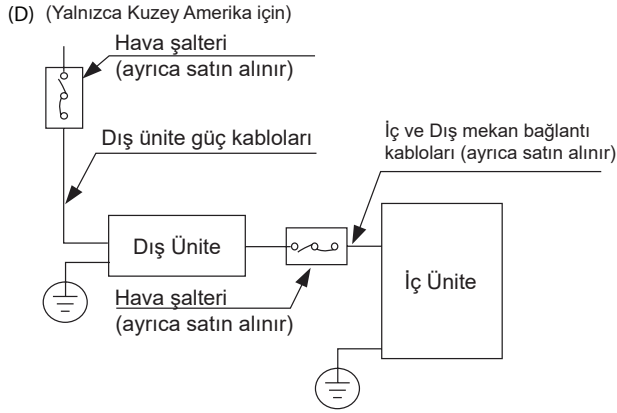 (D) (Yalnızca Kuzey Amerika için)
Hava şalteri
(ayrıca satın alınır)
Dış ünite güç kabloları
İç ve Dış mekan bağlantı
kabloları (ayrıca satın alınır)
Dış Ünite
İç Ünite
Hava şalteri
(ayrıca satın alınır)